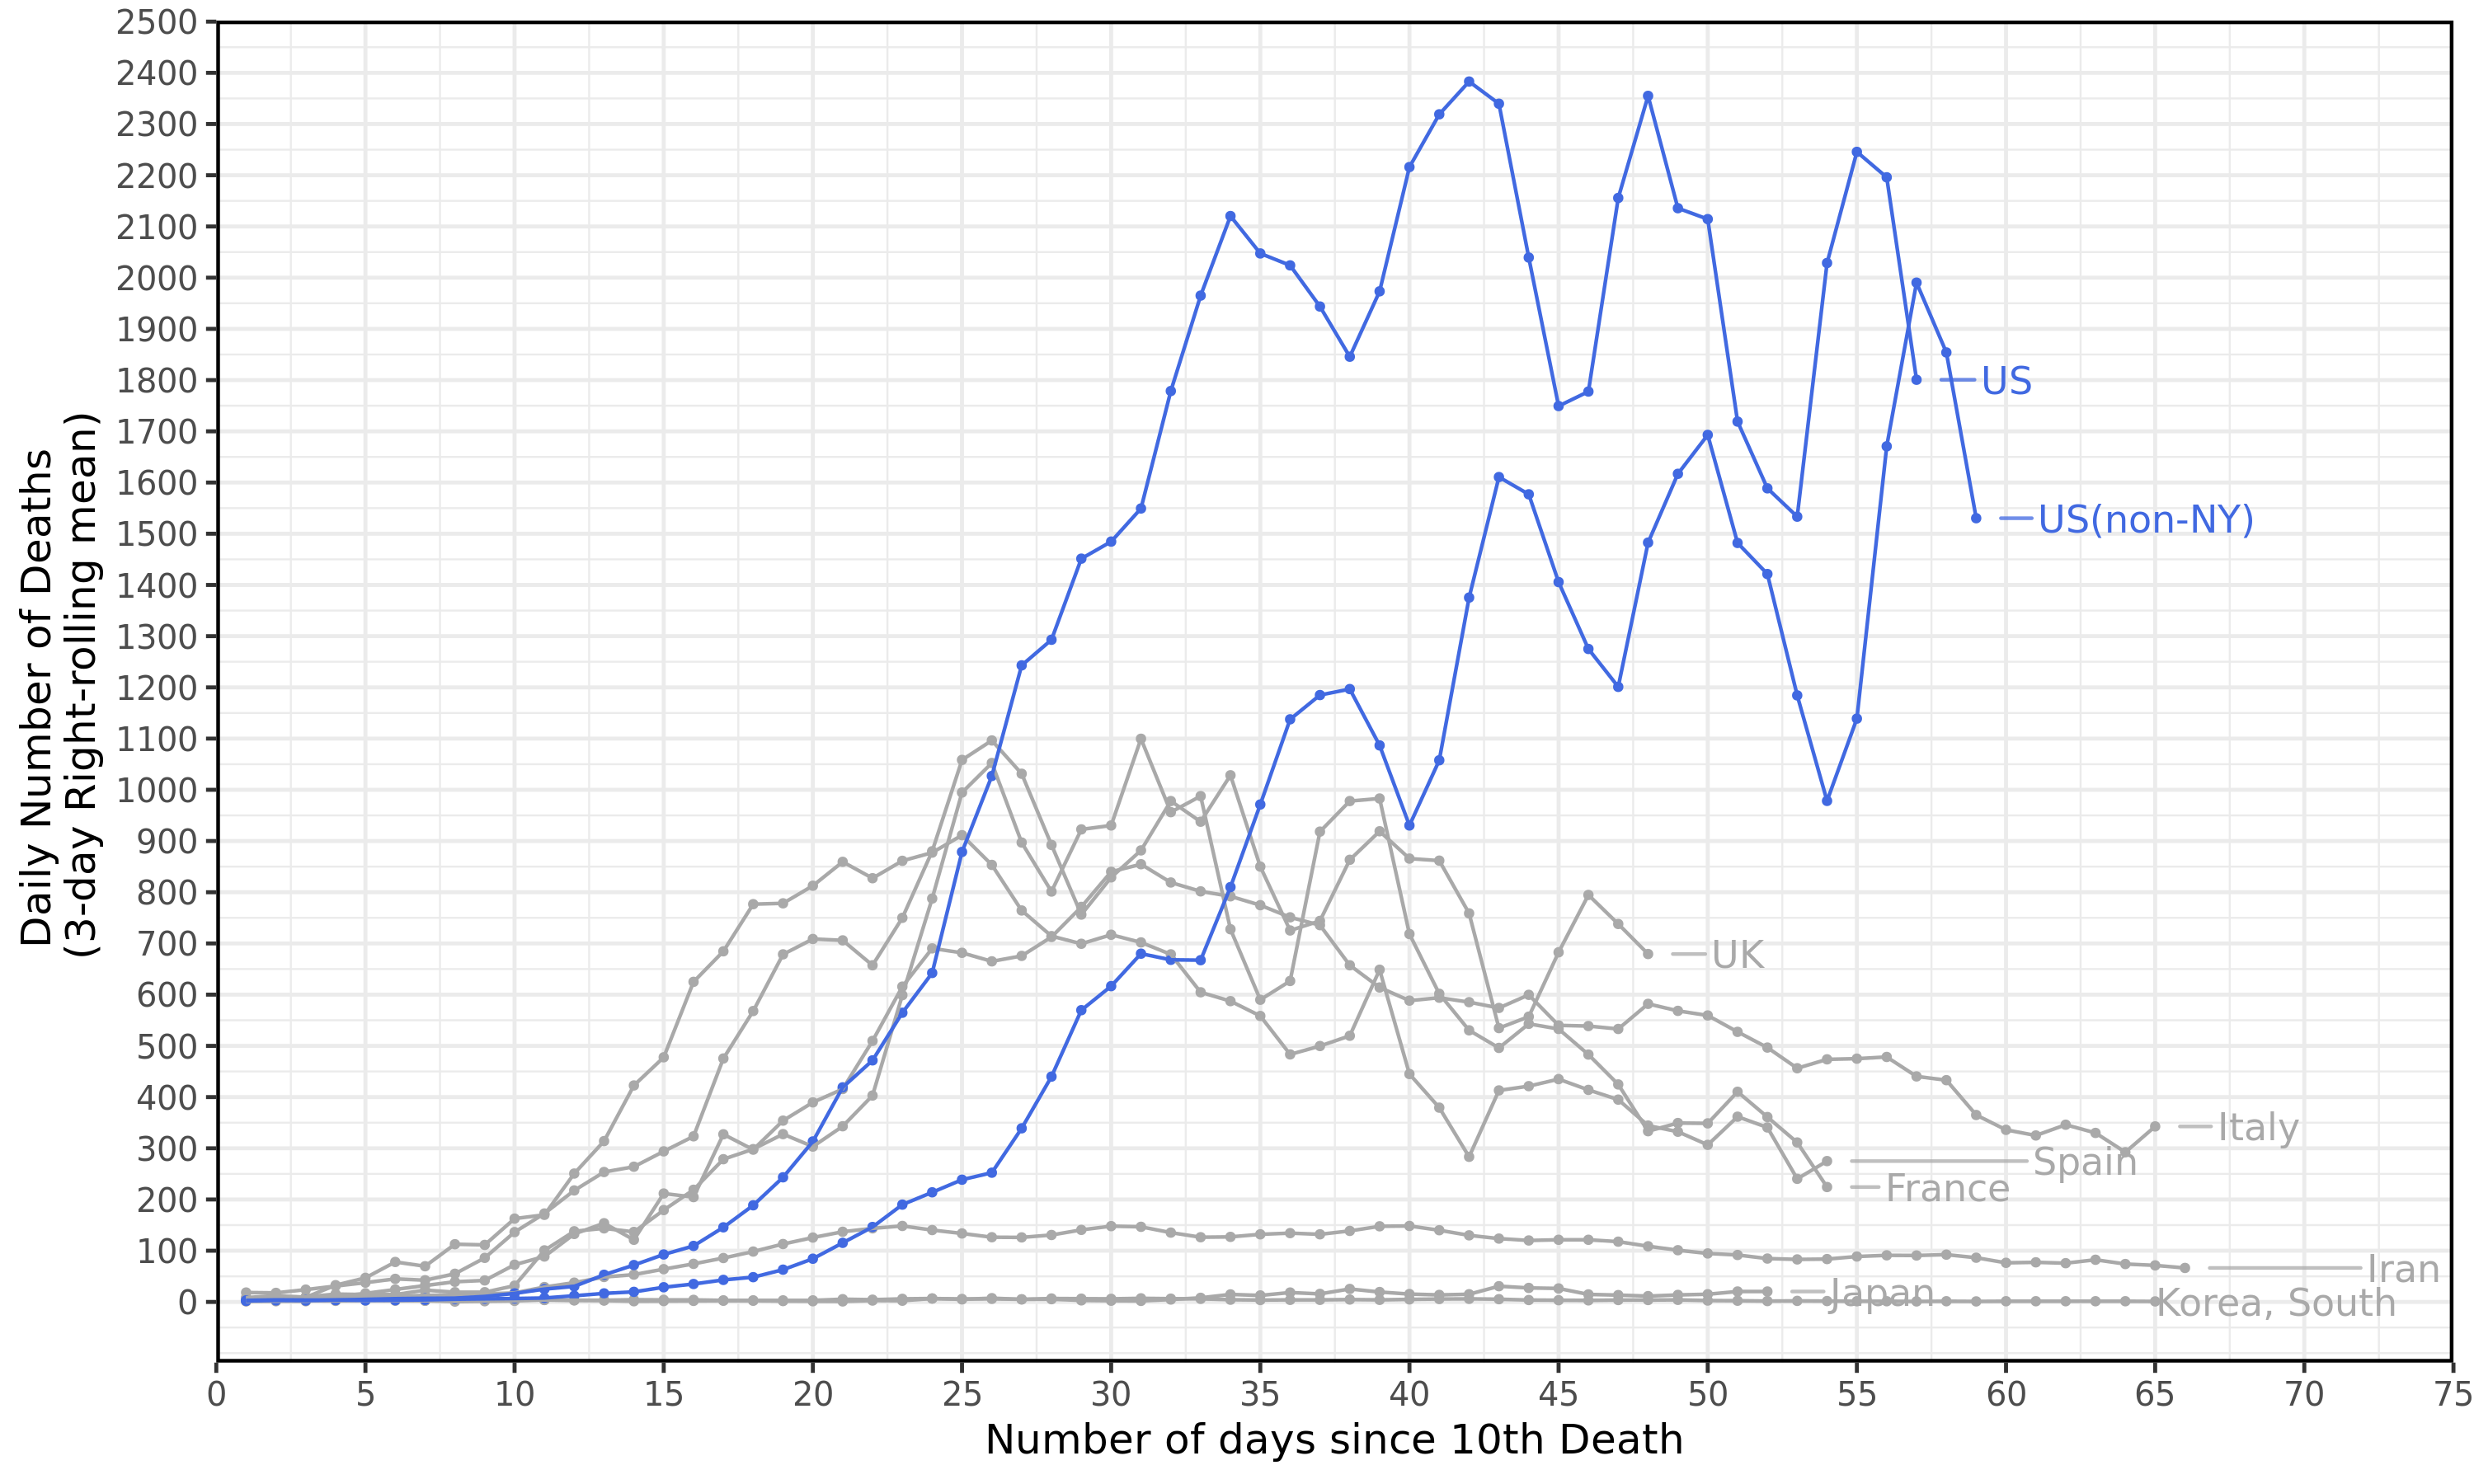 2500
2400
2300
2200
2100
2000
1900
1800
1700
1600
1500
1400
1300
1200
1100
1000
900
800
700
600
500
400
300
200
100
0
Daily Number of Deaths
(3-day Right-rolling mean)
US
US(non-NY)
UK
Italy
Spain
France
Iran
Japan
Korea, South
0 5 10 15 20 25 30 35 40 45 50 55 60 65 70 75
Number of days since 10th Death